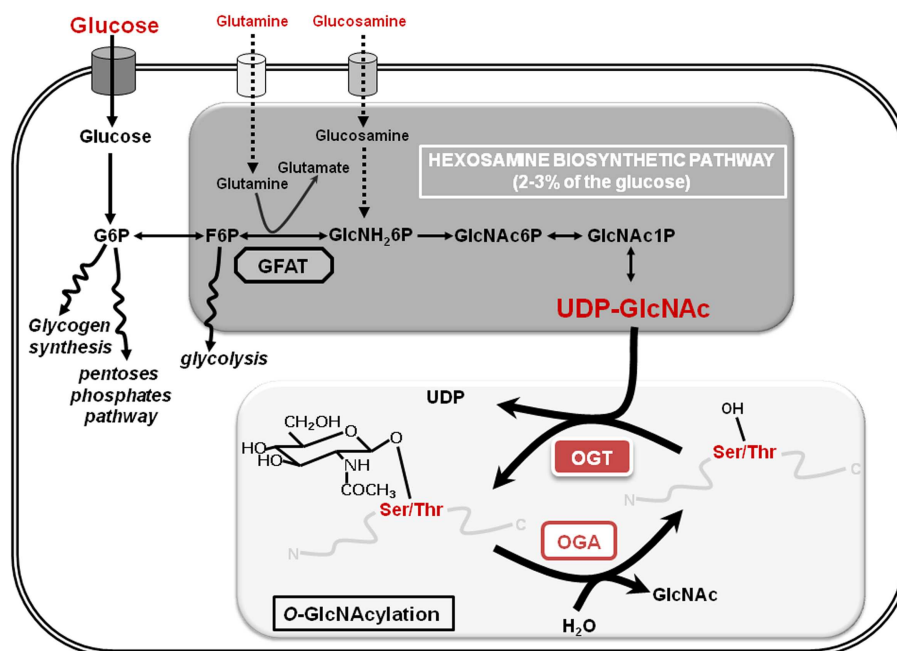 Glucose
Glutamine
Glucosamine
Glucose
Glucosamine
Glutamate
Glutamine
HEXOSAMINE BIOSYNTHETIC PATHWAY
(2-3% of the glucose)
G6P
F6P
GlcNH₂6P
GlcNAc6P
GlcNAc1P
GFAT
UDP-GlcNAc
Glycogen
synthesis
glycolysis
pentoses
phosphates
pathway
UDP
OH
CH₂OH
O
O
HO
HO
NH
COCH₃
Ser/Thr
N
C
OGT
Ser/Thr
N
C
OGA
GlcNAc
H₂O
O-GlcNAcylation